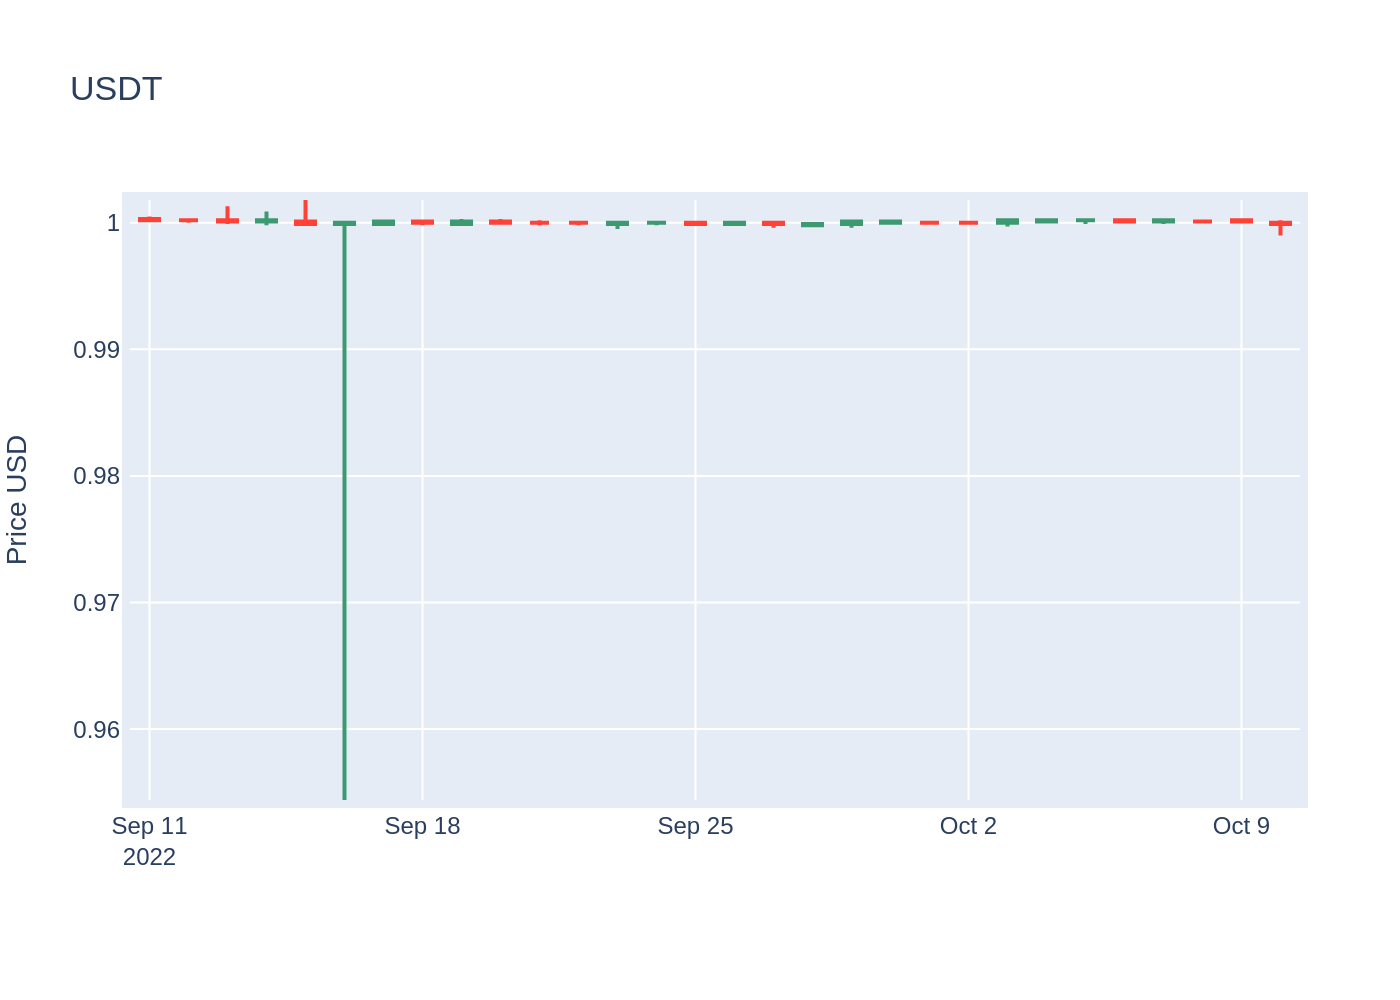 USDT
Price USD
1
0.99
0.98
0.97
0.96
Sep 11
2022
Sep 18
Sep 25
Oct 2
Oct 9